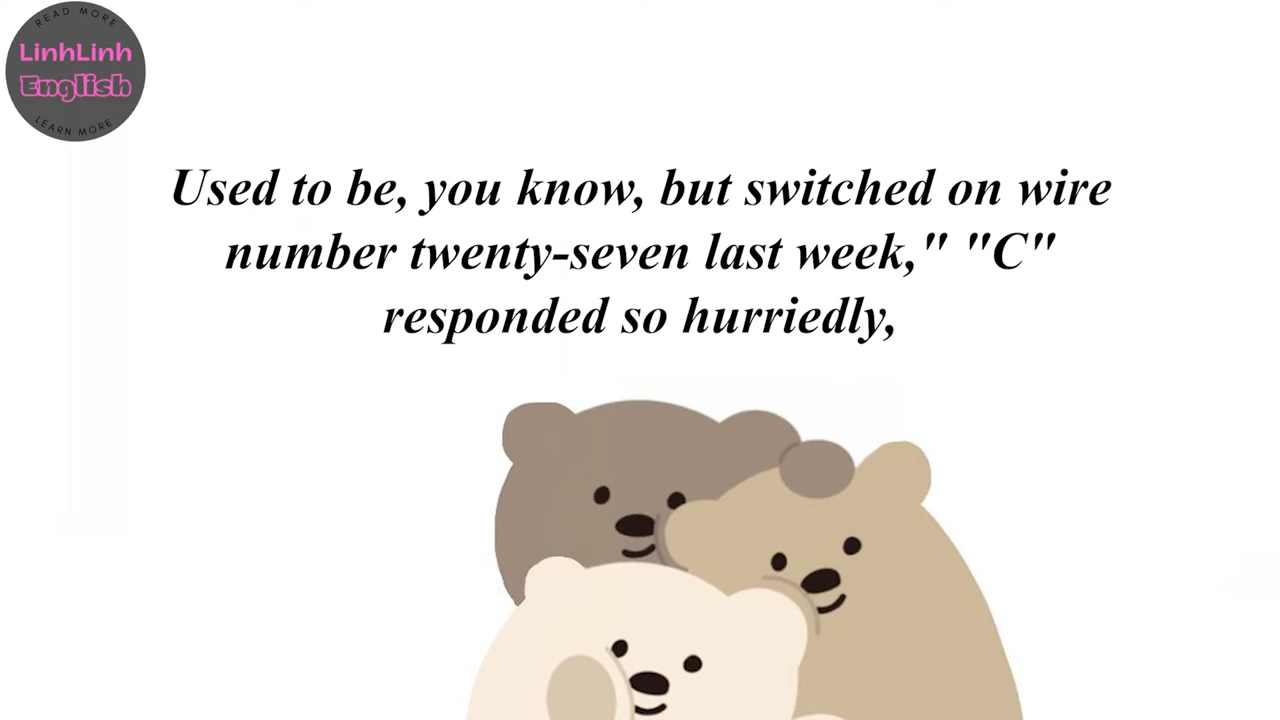 READ MORE
LinhLinh
English
LEARN MORE
Used to be, you know, but switched on wire
number twenty-seven last week," "C"
responded so hurriedly,